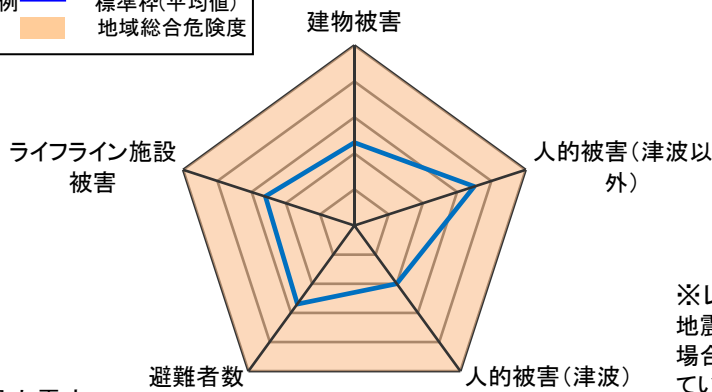 例 標準枠(平均値)
地域総合危険度
建物被害
ライフライン施設
被害
人的被害(津波以
外)
避難者数
人的被害(津波)
※レ
地震
場合
てい